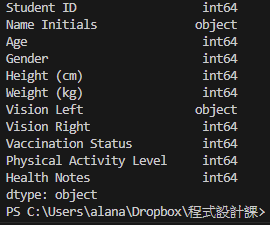 Student ID int64
Name Initials object
Age int64
Gender int64
Height (cm) int64
Weight (kg) int64
Vision Left object
Vision Right int64
Vaccination Status int64
Physical Activity Level int64
Health Notes int64
dtype: object
PS C:\Users\alana\Dropbox\程式設計課>